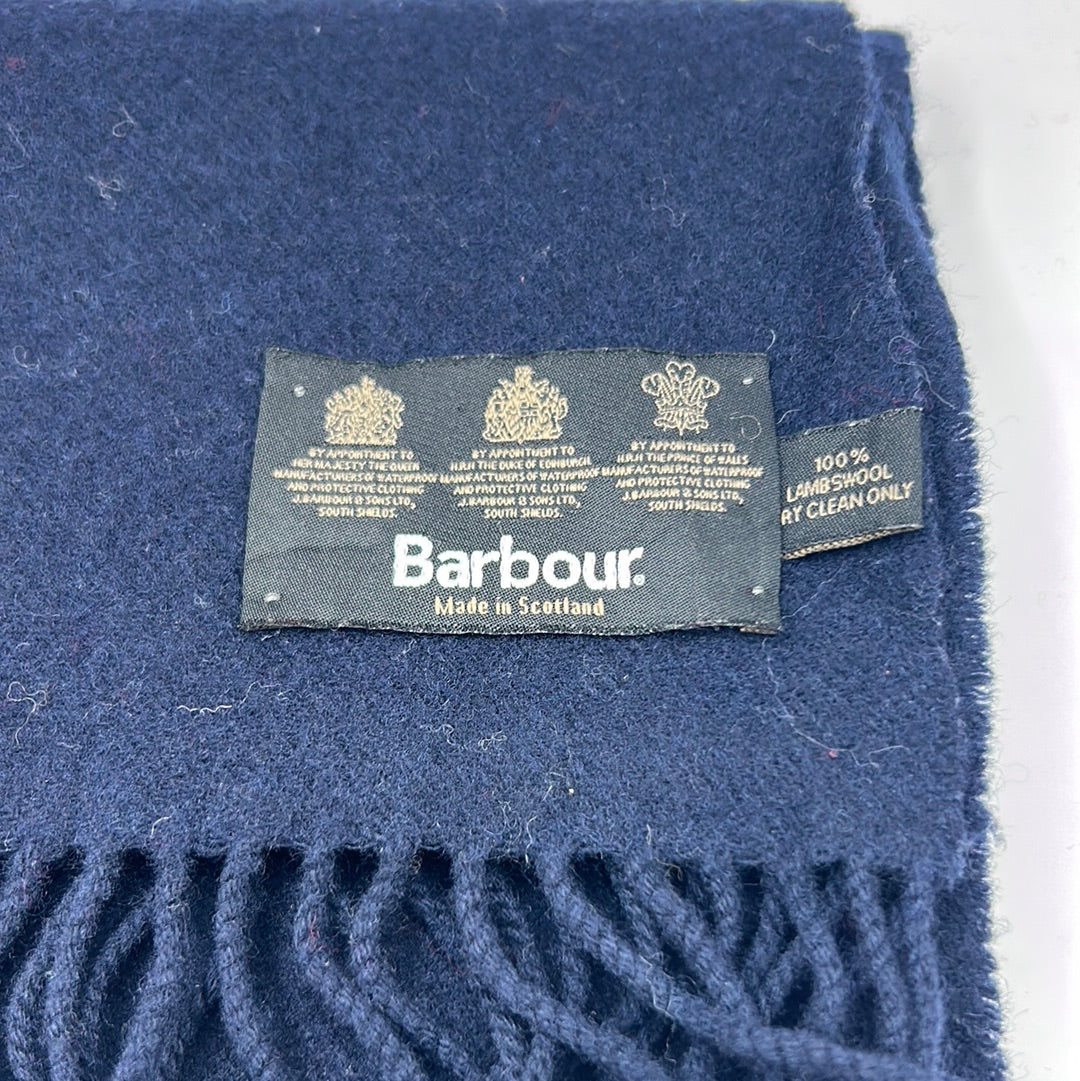 BY APPOINTMENT TO
HER MAJESTY THE QUEEN
MANUFACTURERS OF WATERPROOF
AND PROTECTIVE CLOTHING
J. BARBOUR & SONS LTD,
SOUTH SHIELDS.
BY APPOINTMENT TO
H.R.H THE DUKE OF EDINBURGH
MANUFACTURERS OF WATERPROOF
AND PROTECTIVE CLOTHING
J. BARBOUR & SONS LTD,
SOUTH SHIELDS.
BY APPOINTMENT TO
H.R.H THE PRINCE OF WALES
MANUFACTURERS OF WATERPROOF
AND PROTECTIVE CLOTHING
J. BARBOUR & SONS LTD,
SOUTH SHIELDS.
Barbour.
Made in Scotland
100%
LAMBSWOOL
RY CLEAN ONLY